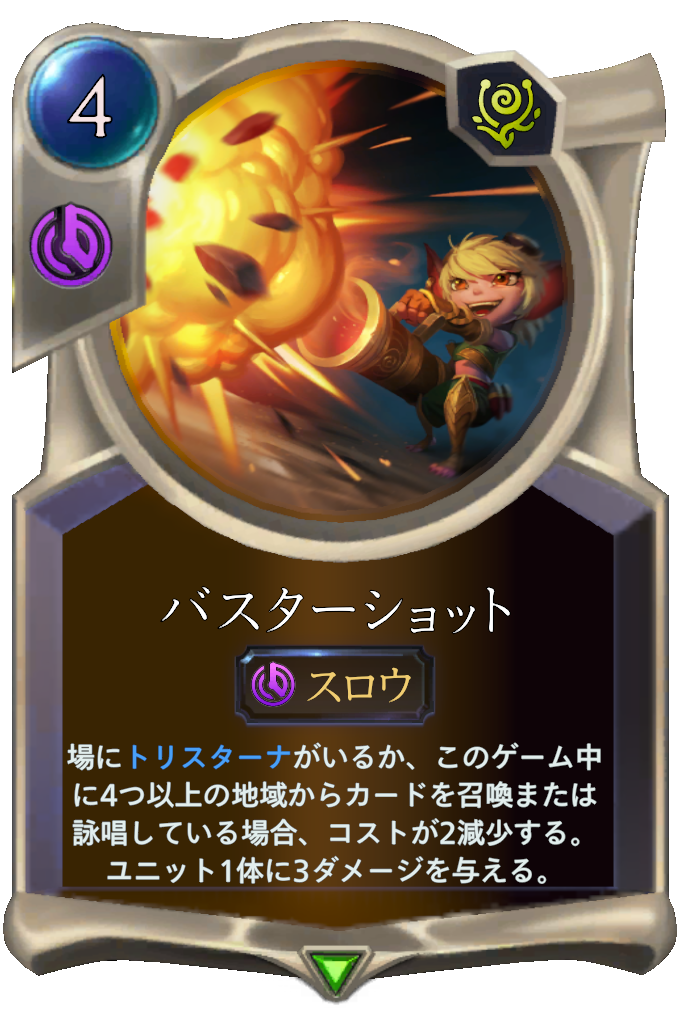 4
バスターショット
スロウ
場にトリスターナがいるか、このゲーム中
に4つ以上の地域からカードを召喚または
詠唱している場合、コストが2減少する。
ユニット1体に3ダメージを与える。